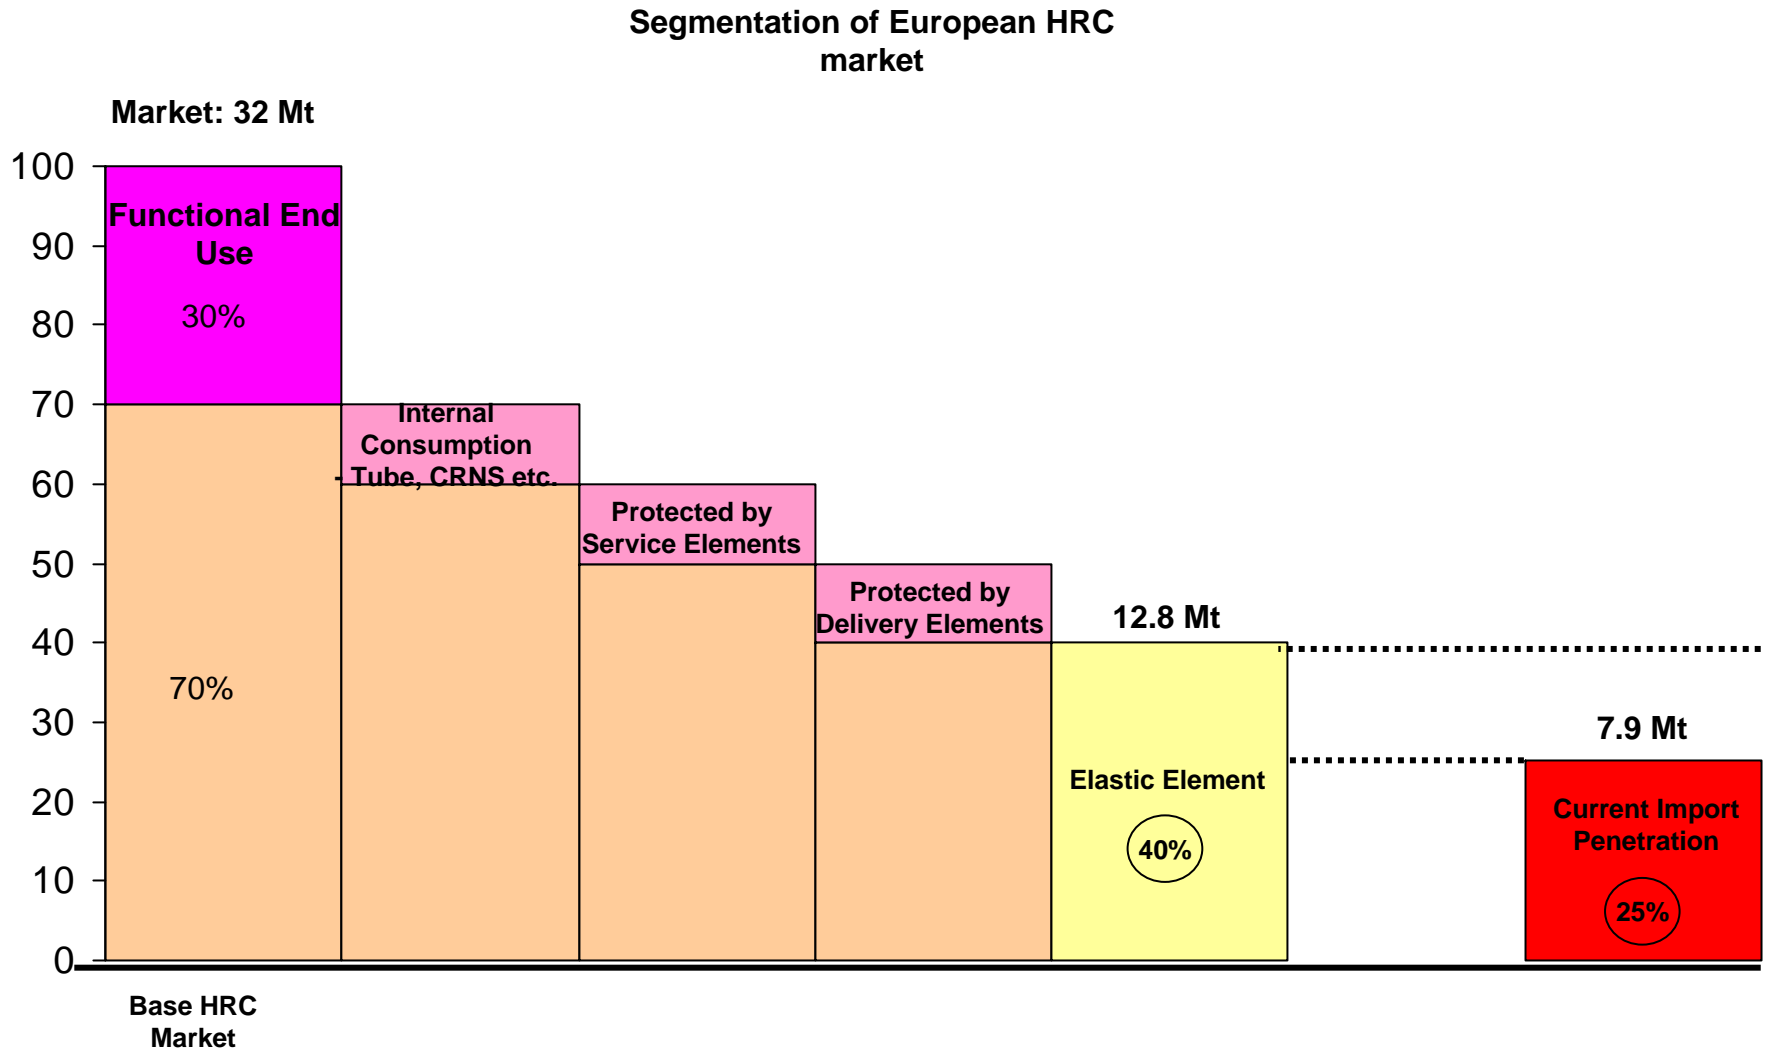 Segmentation of European HRC
market
Market: 32 Mt
100
90
80
70
60
50
40
30
20
10
0
Functional End
Use
30%
70%
Internal
Consumption
- Tube, CRNS etc.
Protected by
Service Elements
Protected by
Delivery Elements
12.8 Mt
Elastic Element
40%
7.9 Mt
Current Import
Penetration
25%
Base HRC
Market